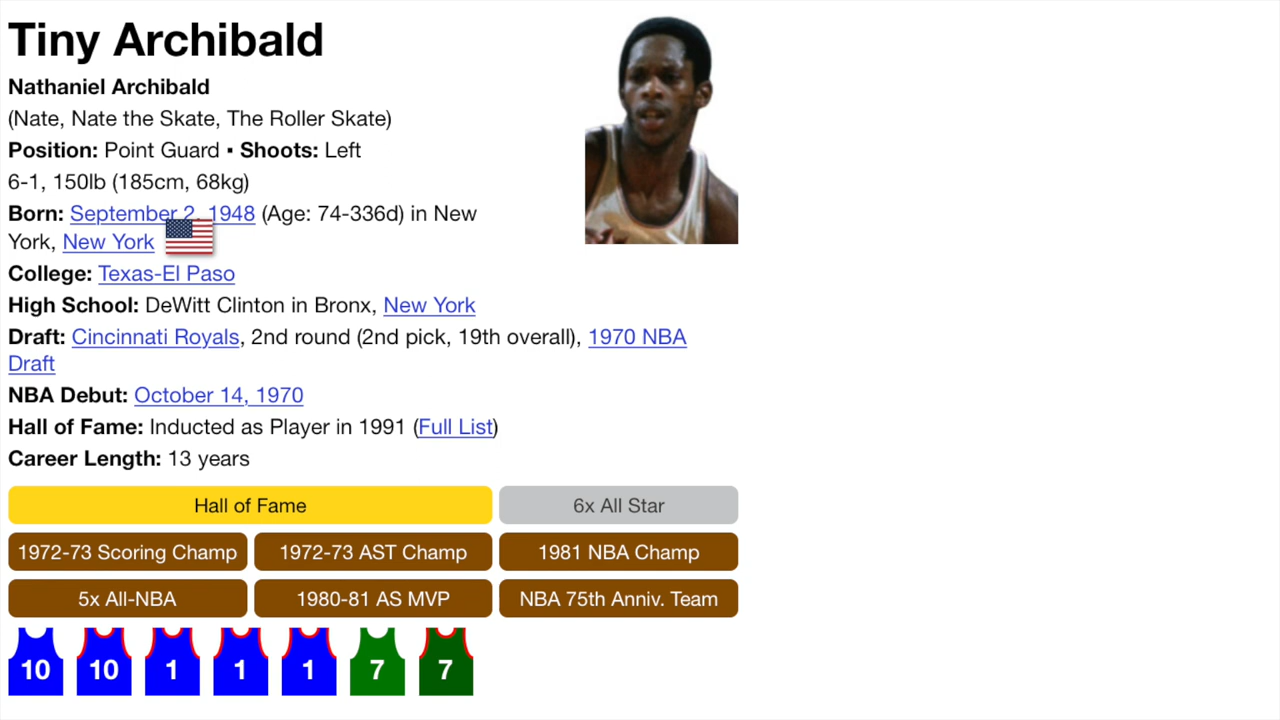 Tiny Archibald
Nathaniel Archibald
(Nate, Nate the Skate, The Roller Skate)
Position: Point Guard ▪ Shoots: Left
6-1, 150lb (185cm, 68kg)
Born: September 2, 1948 (Age: 74-336d) in New
York, New York
College: Texas-El Paso
High School: DeWitt Clinton in Bronx, New York
Draft: Cincinnati Royals, 2nd round (2nd pick, 19th overall), 1970 NBA
Draft
NBA Debut: October 14, 1970
Hall of Fame: Inducted as Player in 1991 (Full List)
Career Length: 13 years
Hall of Fame 6x All Star
1972-73 Scoring Champ 1972-73 AST Champ 1981 NBA Champ
5x All-NBA 1980-81 AS MVP NBA 75th Anniv. Team
10 10 1 1 1 7 7